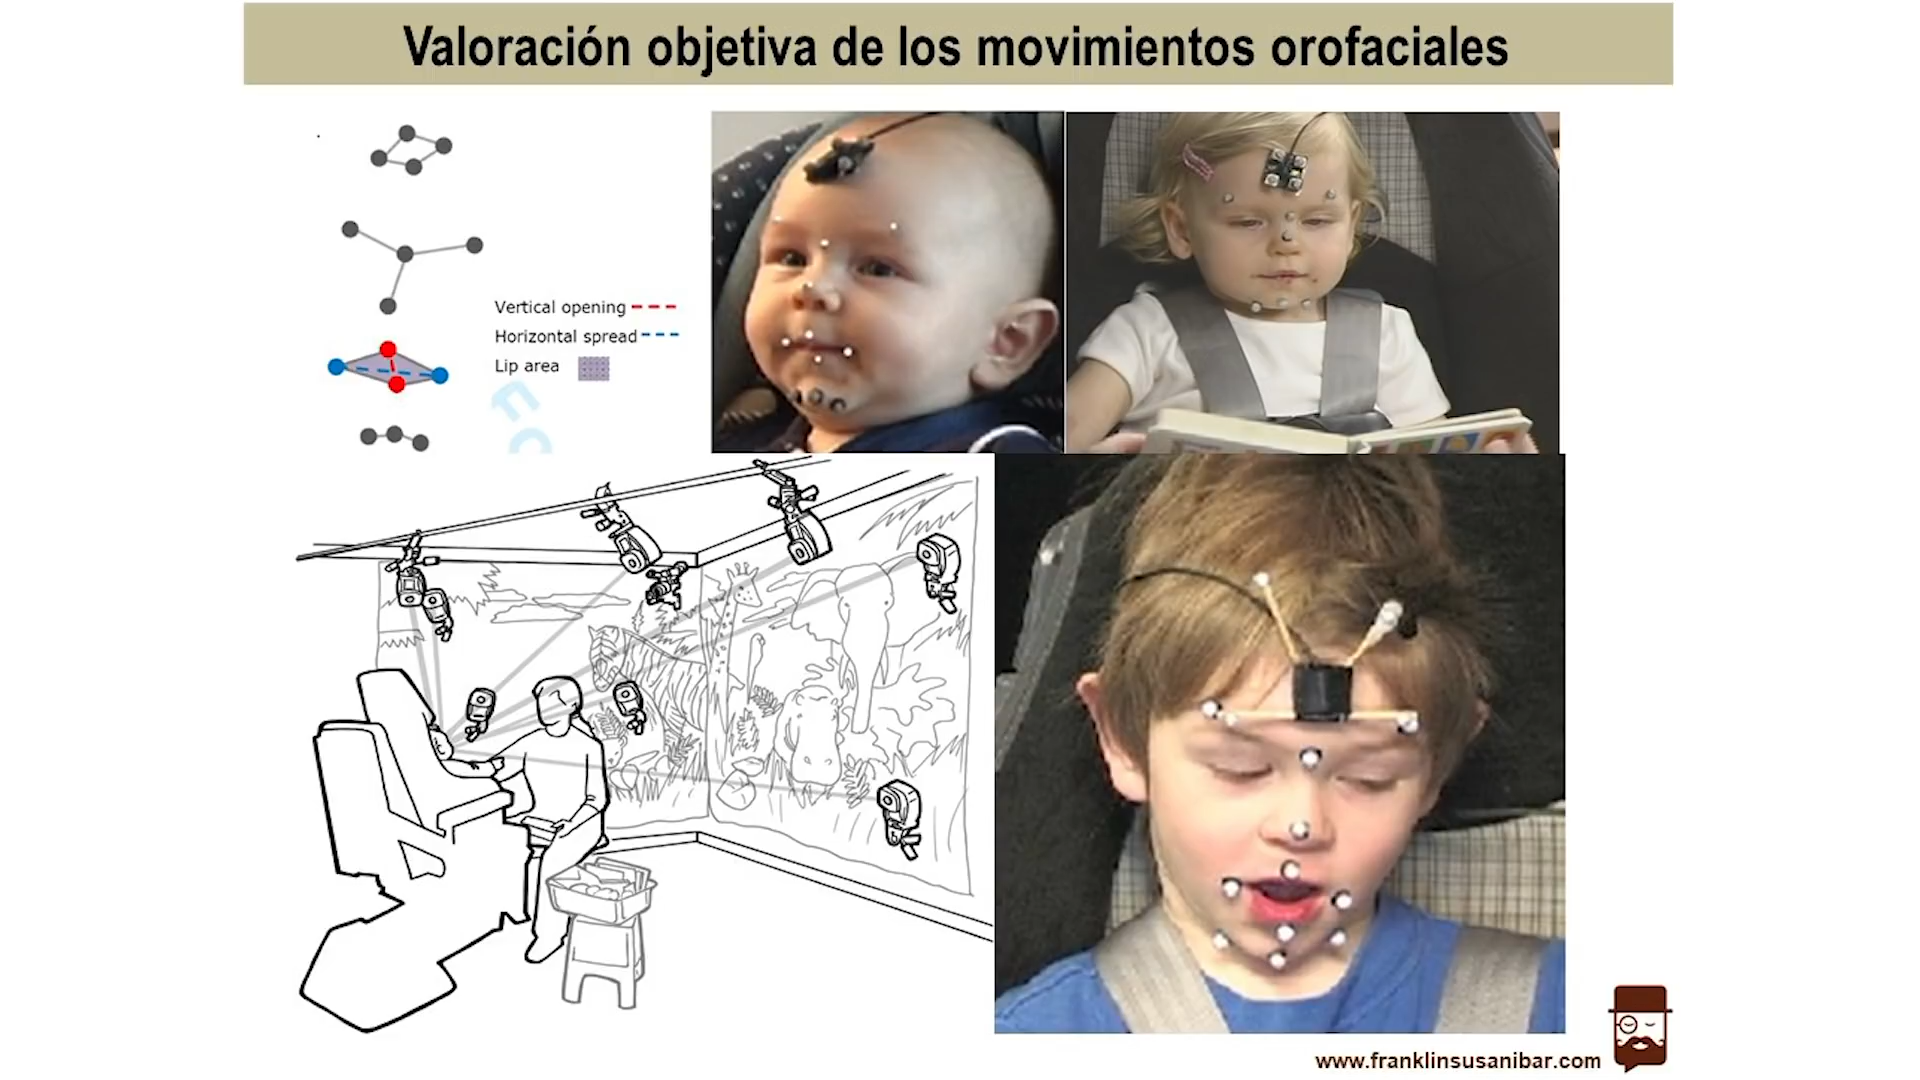 Valoración objetiva de los movimientos orofaciales
Vertical opening
Horizontal spread
Lip area
www.franklinsusanibar.com